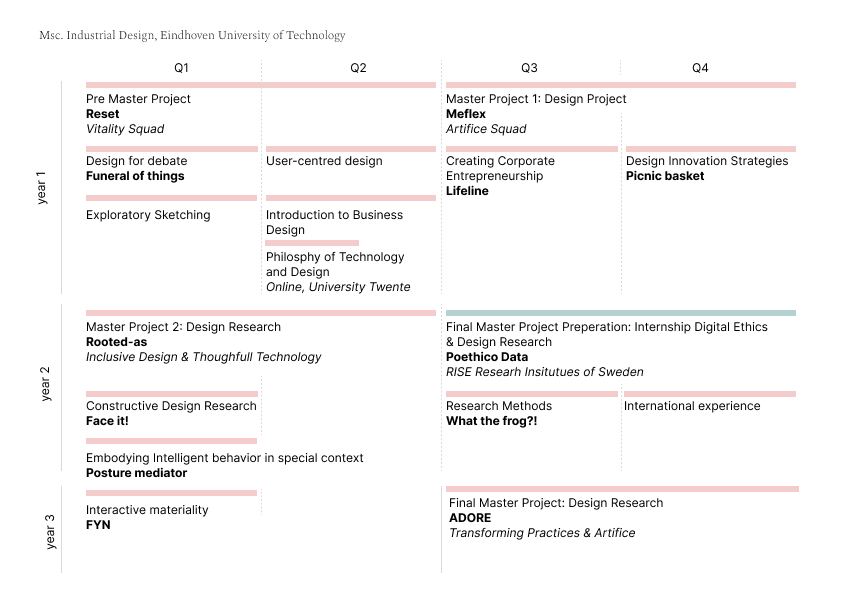 Msc. Industrial Design, Eindhoven University of Technology
Q1
Q2
Q3
Q4
year 1
Pre Master Project
Reset
Vitality Squad
Master Project 1: Design Project
Meflex
Artifice Squad
Design for debate
Funeral of things
User-centred design
Creating Corporate
Entrepreneurship
Lifeline
Design Innovation Strategies
Picnic basket
Exploratory Sketching
Introduction to Business
Design
Philosphy of Technology
and Design
Online, University Twente
year 2
Master Project 2: Design Research
Rooted-as
Inclusive Design & Thoughfull Technology
Final Master Project Preperation: Internship Digital Ethics
& Design Research
Poethico Data
RISE Researh Insitutues of Sweden
Constructive Design Research
Face it!
Research Methods
What the frog?!
International experience
Embodying Intelligent behavior in special context
Posture mediator
year 3
Interactive materiality
FYN
Final Master Project: Design Research
ADORE
Transforming Practices & Artifice